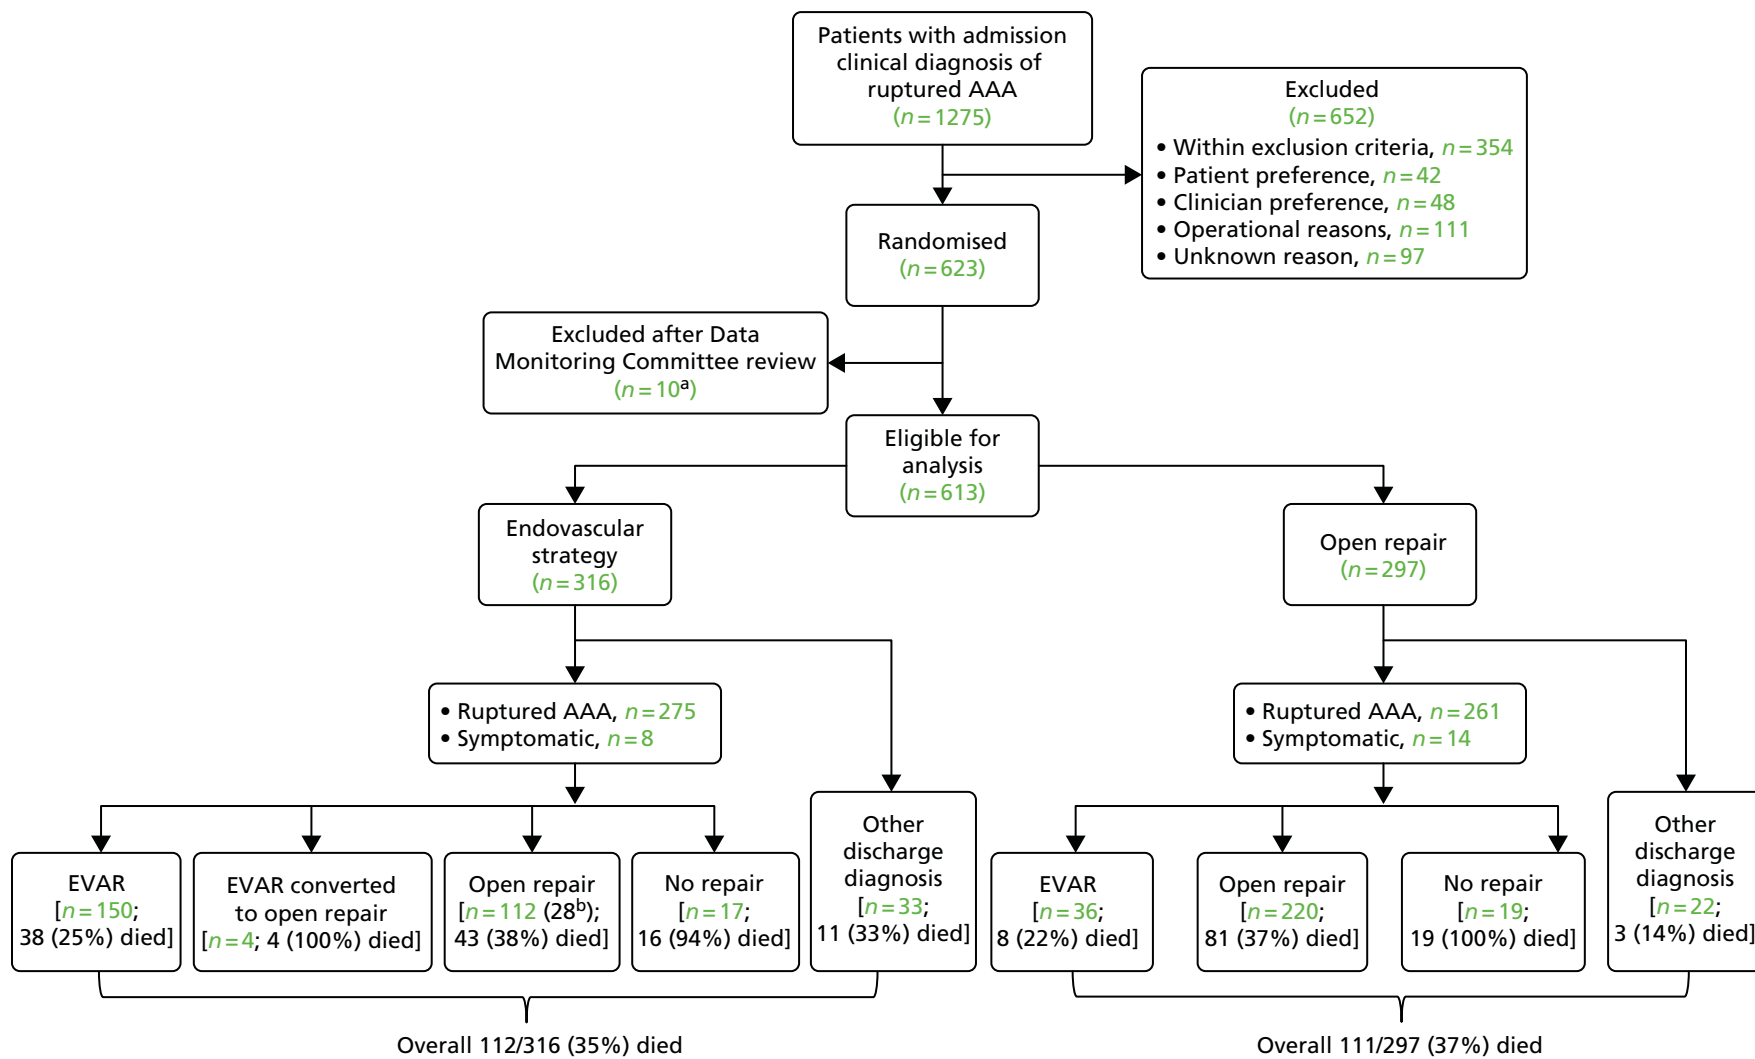 Patients with admission
clinical diagnosis of
ruptured AAA
(n = 1275)
Excluded
(n = 652)
• Within exclusion criteria, n = 354
• Patient preference, n = 42
• Clinician preference, n = 48
• Operational reasons, n = 111
• Unknown reason, n = 97
Randomised
(n = 623)
Excluded after Data
Monitoring Committee review
(n = 10a)
Eligible for
analysis
(n = 613)
Endovascular
strategy
(n = 316)
Open repair
(n = 297)
• Ruptured AAA, n = 275
• Symptomatic, n = 8
• Ruptured AAA, n = 261
• Symptomatic, n = 14
EVAR
[n = 150;
38 (25%) died]
EVAR converted
to open repair
[n = 4; 4 (100%) died]
Open repair
[n = 112 (28b);
43 (38%) died]
No repair
[n = 17;
16 (94%) died]
Other
discharge
diagnosis
[n = 33;
11 (33%) died]
EVAR
[n = 36;
8 (22%) died]
Open repair
[n = 220;
81 (37%) died]
No repair
[n = 19;
19 (100%) died]
Other
discharge
diagnosis
[n = 22;
3 (14%) died]
Overall 112/316 (35%) died
Overall 111/297 (37%) died